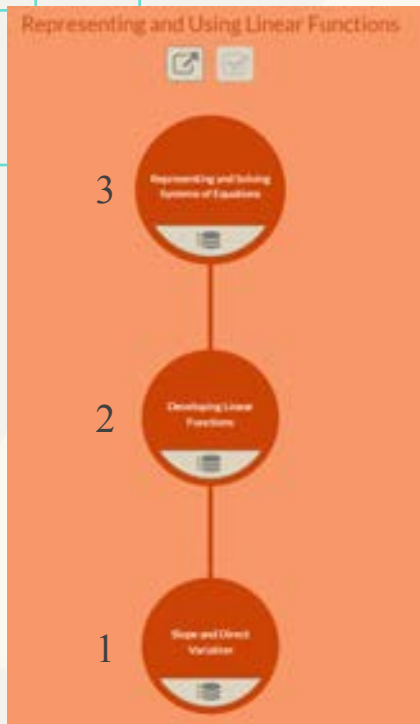 Representing and Using Linear Functions
3
Representing and Solving
Systems of Equations
2
Developing Linear
Functions
1
Slope and Direct
Variation